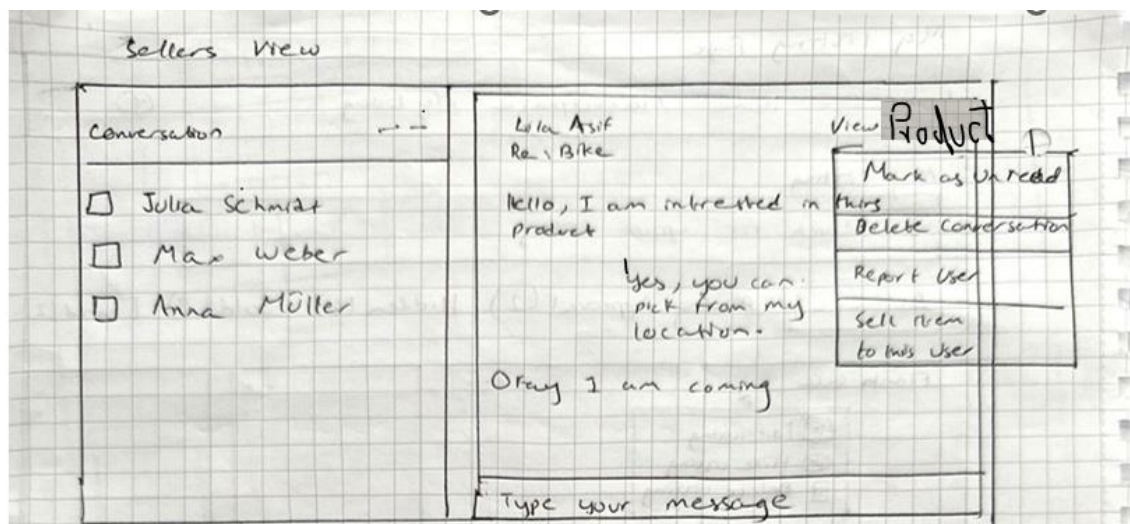 Sellers View
Conversation
Julia Schmidt
Max Weber
Anna Müller
Lola Asif
Re: Bike
View Product
Hello, I am intrested in this
product
Yes, you can
pick from my
location.
Okay I am coming
Type your message
Mark as unread
Delete conversation
Report User
Sell item
to this User